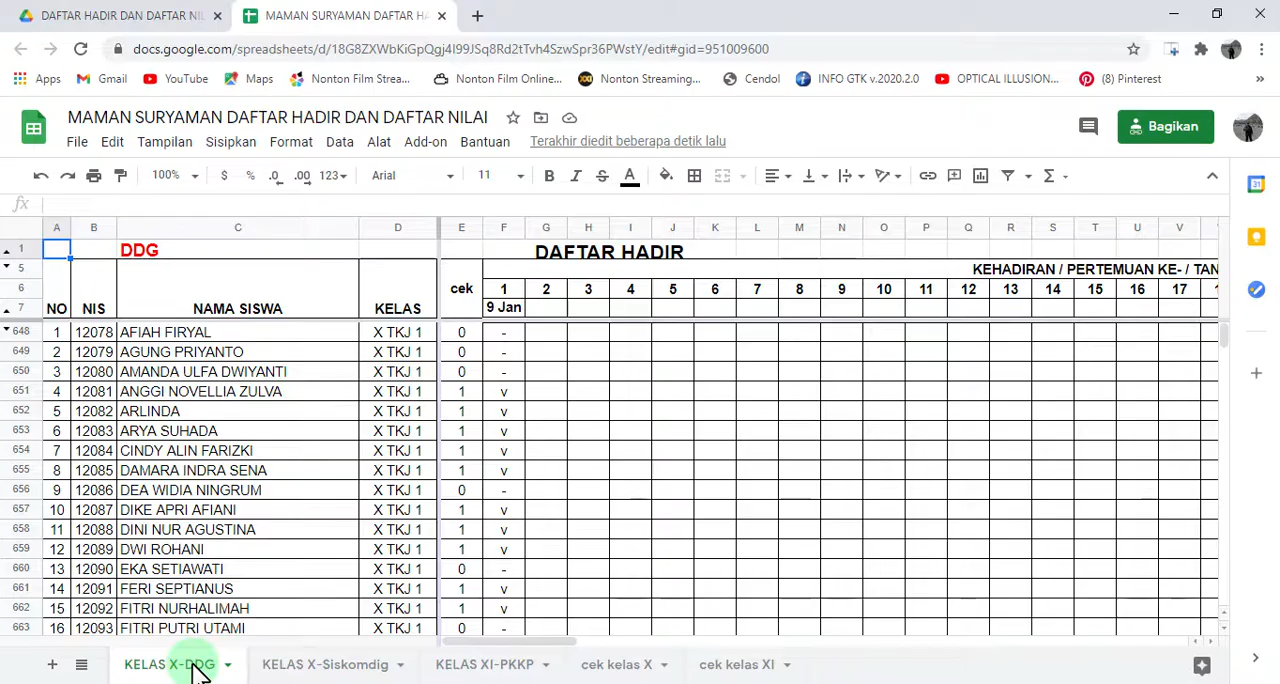 DAFTAR HADIR DAN DAFTAR NIL
MAMAN SURYAMAN DAFTAR HA
docs.google.com/spreadsheets/d/18G8ZXWbKiGpQgj4l99JSq8Rd2tTvh4SzwSpr36PWstY/edit#gid=951009600
Apps Gmail YouTube Maps Nonton Film Strea... Nonton Film Online... Nonton Streaming... Cendol INFO GTK v.2020.2.0 OPTICAL ILLUSION... (8) Pinterest »
MAMAN SURYAMAN DAFTAR HADIR DAN DAFTAR NILAI
Bagikan
File Edit Tampilan Sisipkan Format Data Alat Add-on Bantuan Terakhir diedit beberapa detik lalu
100% $ % .0 .00 123 Arial 11 B I S A Σ
fx
A B C D E F G H I J K L M N O P Q R S T U V
1 DDG DAFTAR HADIR
5 KEHADIRAN / PERTEMUAN KE- / TAN
6 cek 1 2 3 4 5 6 7 8 9 10 11 12 13 14 15 16 17
7 NO NIS NAMA SISWA KELAS 9 Jan
648 1 12078 AFIAH FIRYAL X TKJ 1 0 -
649 2 12079 AGUNG PRIYANTO X TKJ 1 0 -
650 3 12080 AMANDA ULFA DWIYANTI X TKJ 1 0 -
651 4 12081 ANGGI NOVELLIA ZULVA X TKJ 1 1 v
652 5 12082 ARLINDA X TKJ 1 1 v
653 6 12083 ARYA SUHADA X TKJ 1 1 v
654 7 12084 CINDY ALIN FARIZKI X TKJ 1 1 v
655 8 12085 DAMARA INDRA SENA X TKJ 1 1 v
656 9 12086 DEA WIDIA NINGRUM X TKJ 1 0 -
657 10 12087 DIKE APRI AFIANI X TKJ 1 1 v
658 11 12088 DINI NUR AGUSTINA X TKJ 1 1 v
659 12 12089 DWI ROHANI X TKJ 1 1 v
660 13 12090 EKA SETIAWATI X TKJ 1 0 -
661 14 12091 FERI SEPTIANUS X TKJ 1 1 v
662 15 12092 FITRI NURHALIMAH X TKJ 1 1 v
663 16 12093 FITRI PUTRI UTAMI X TKJ 1 0 -
KELAS X-DDG KELAS X-Siskomdig KELAS XI-PKKP cek kelas X cek kelas XI